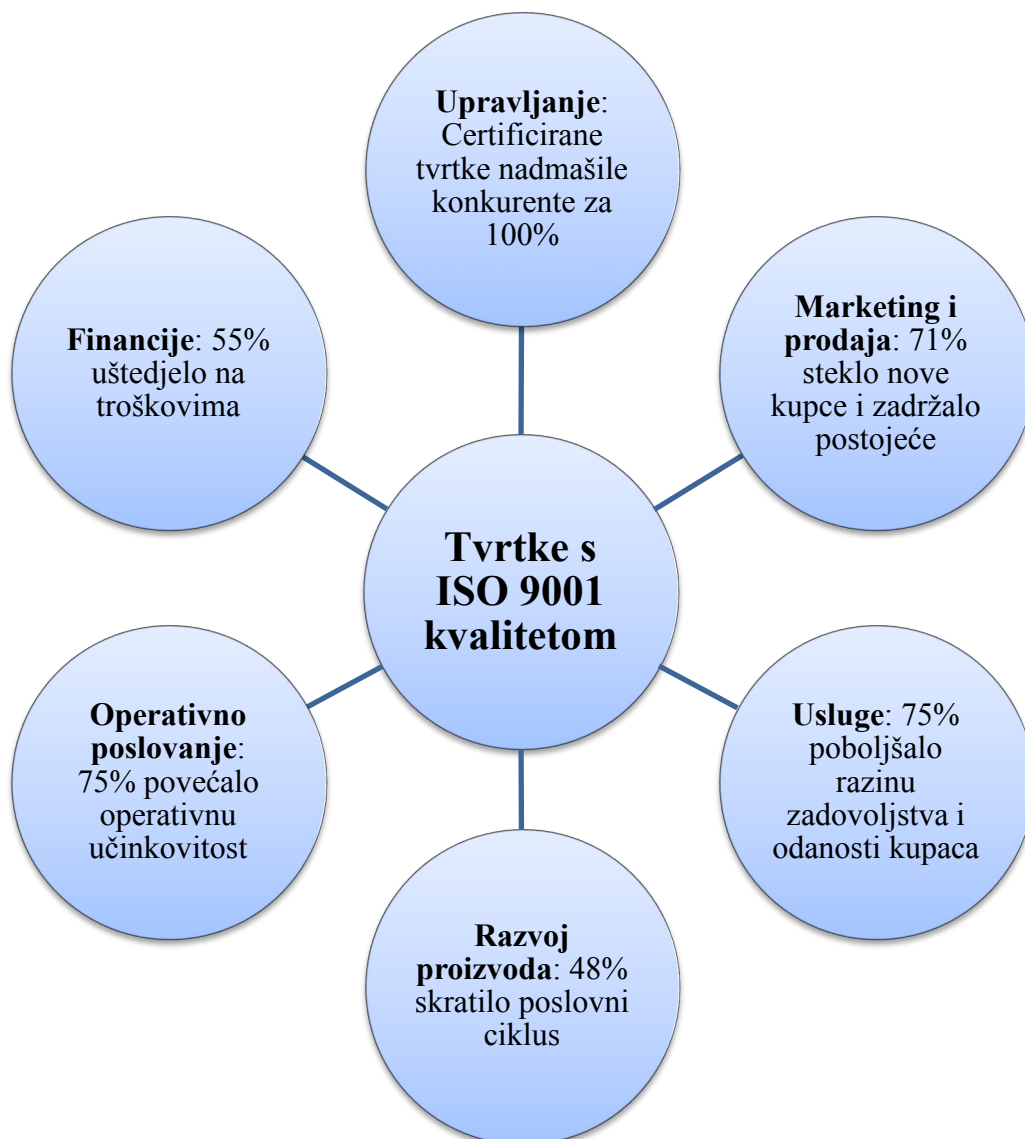 Upravljanje:
Certificirane
tvrtke nadmašile
konkurente za
100%
Financije: 55%
uštedjelo na
troškovima
Marketing i
prodaja: 71%
steklo nove
kupce i zadržalo
postojeće
Tvrtke s
ISO 9001
kvalitetom
Operativno
poslovanje:
75% povećalo
operativnu
učinkovitost
Usluge: 75%
poboljšalo
razinu
zadovoljstva i
odanosti kupaca
Razvoj
proizvoda: 48%
skratilo poslovni
ciklus